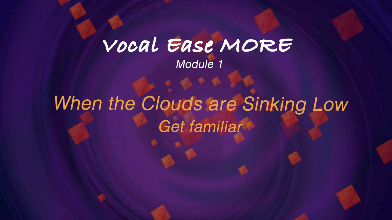 Vocal Ease MORE
Module 1
When the Clouds are Sinking Low
Get familiar